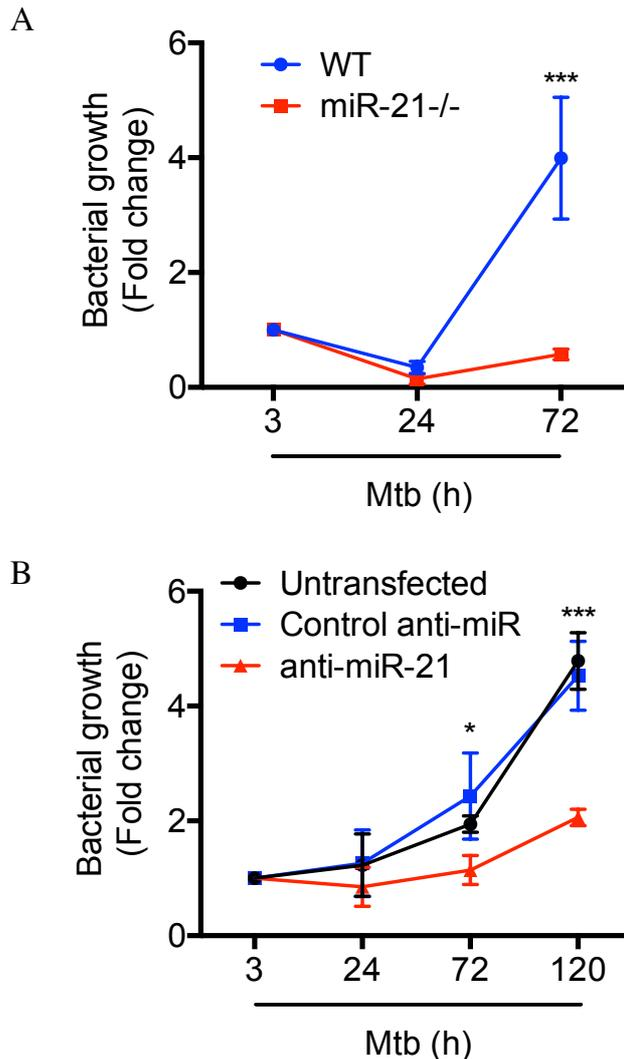 A
6
WT
***
miR-21-/-
4
Bacterial growth
(Fold change)
2
0
3 24 72
Mtb (h)
B
6
Untransfected
***
Control anti-miR
anti-miR-21
4
*
Bacterial growth
(Fold change)
2
0
3 24 72 120
Mtb (h)